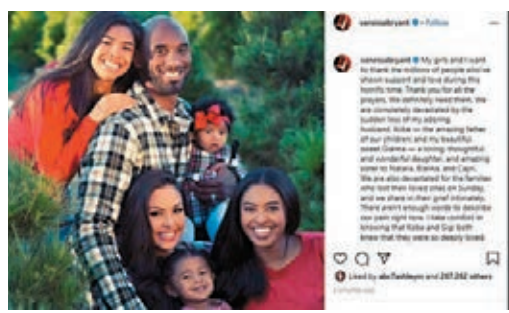 vanessabryant • Follow
vanessabryant My girls and I want
to thank the millions of people who've
shown support and love during this
horrific time. Thank you for all the
prayers. We definitely need them. We
are completely devastated by the
sudden loss of my adoring
husband, Kobe — the amazing father
of our children; and my beautiful,
sweet Gianna — a loving, thoughtful,
and wonderful daughter, and amazing
sister to Natalia, Bianka, and Capri.
We are also devastated for the families
who lost their loved ones on Sunday,
and we share in their grief intimately.
There aren't enough words to describe
our pain right now. I take comfort in
knowing that Kobe and Gigi both
knew that they were so deeply loved.
Liked by and others